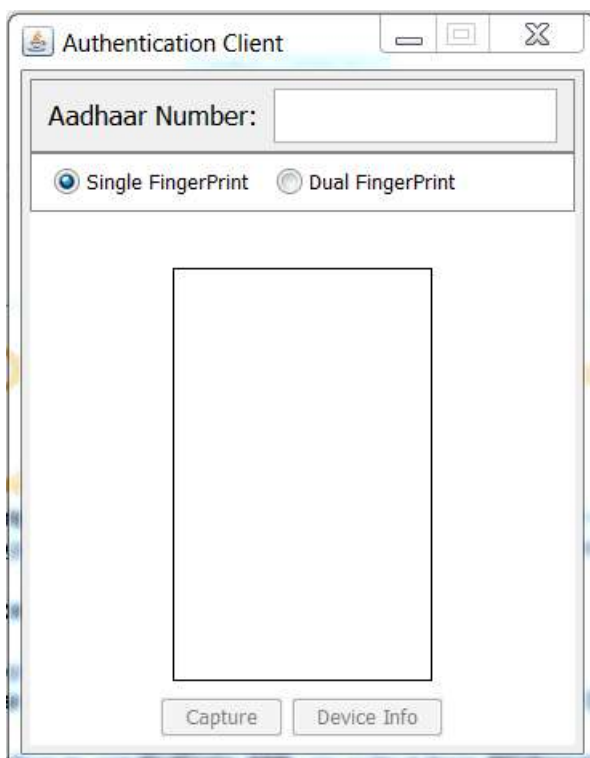 Authentication Client
Aadhaar Number:
Single FingerPrint Dual FingerPrint
Capture Device Info